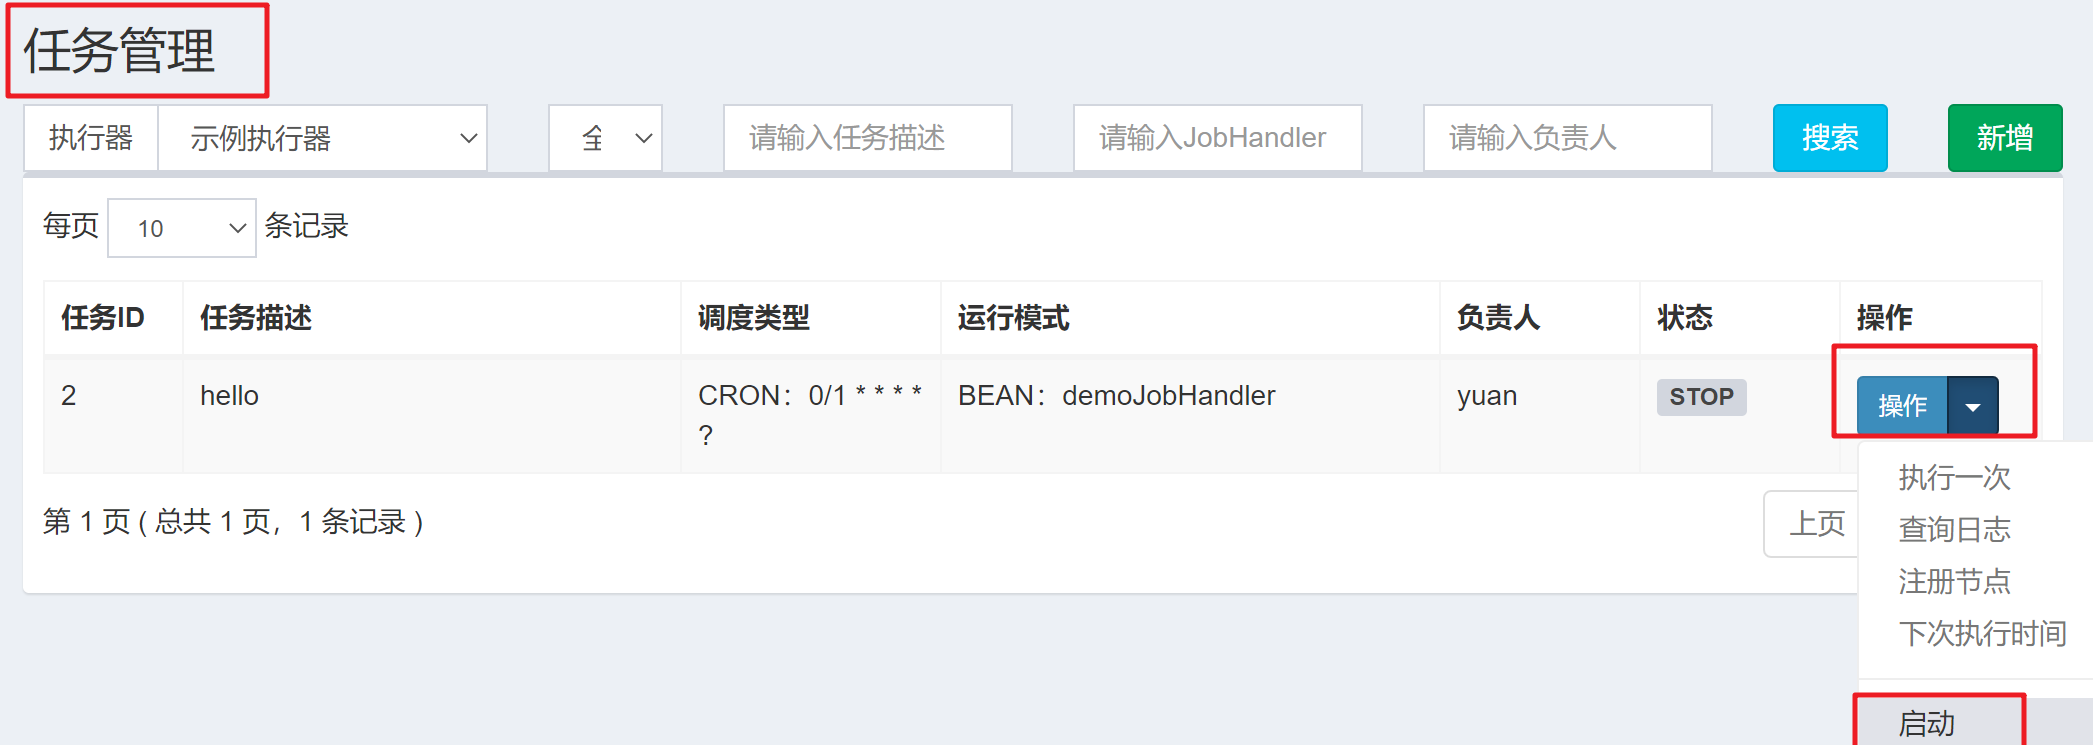 任务管理
执行器 示例执行器 全 请输入任务描述 请输入JobHandler 请输入负责人 搜索 新增
每页 10 条记录
任务ID 任务描述 调度类型 运行模式 负责人 状态 操作
2 hello CRON：0/1 * * * * BEAN：demoJobHandler yuan STOP 操作
?
第 1 页 ( 总共 1 页，1 条记录 ) 上页
执行一次
查询日志
注册节点
下次执行时间
启动